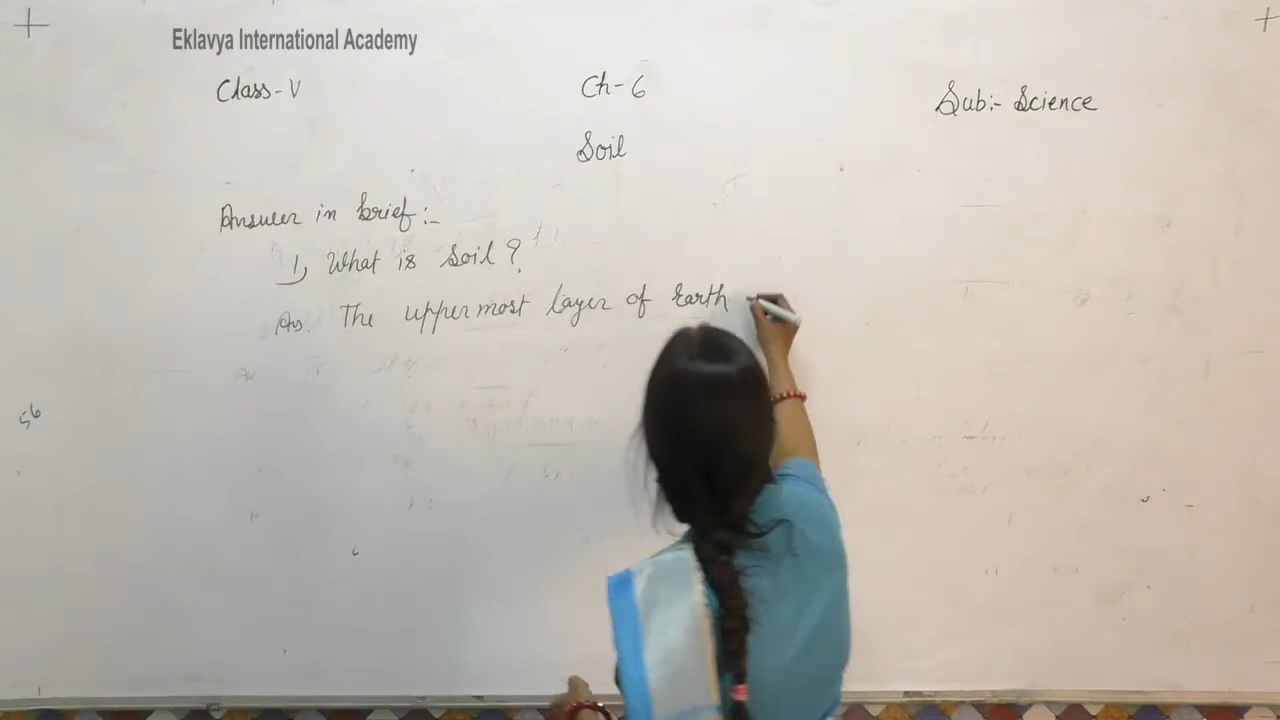 Eklavya International Academy
Class-V
Ch-6
Sub:- Science
Soil
Answer in brief:-
1) What is Soil?
Ans. The uppermost layer of Earth
56